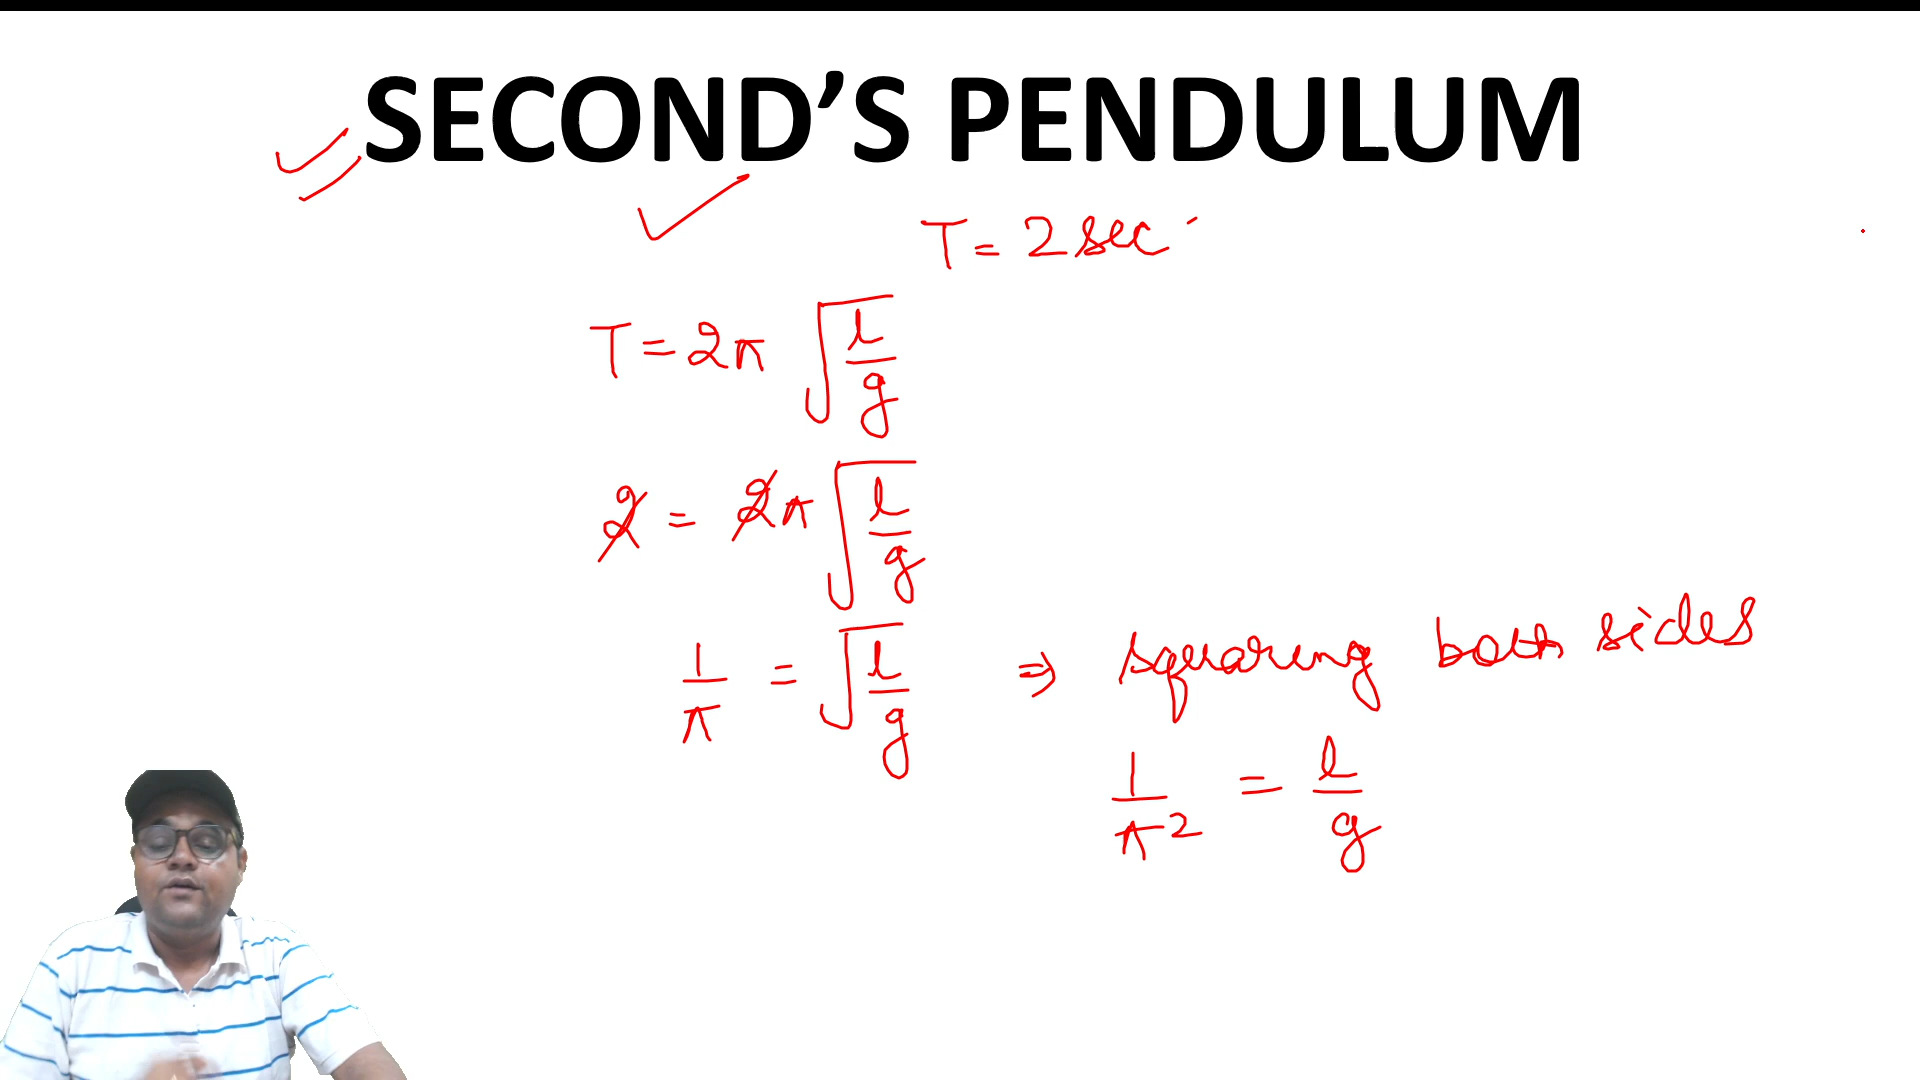 SECOND’S PENDULUM
T = 2 sec
T = 2π √(l/g)
2 = 2π √(l/g)
1/π = √(l/g) ⇒ squaring both sides
1/π² = l/g